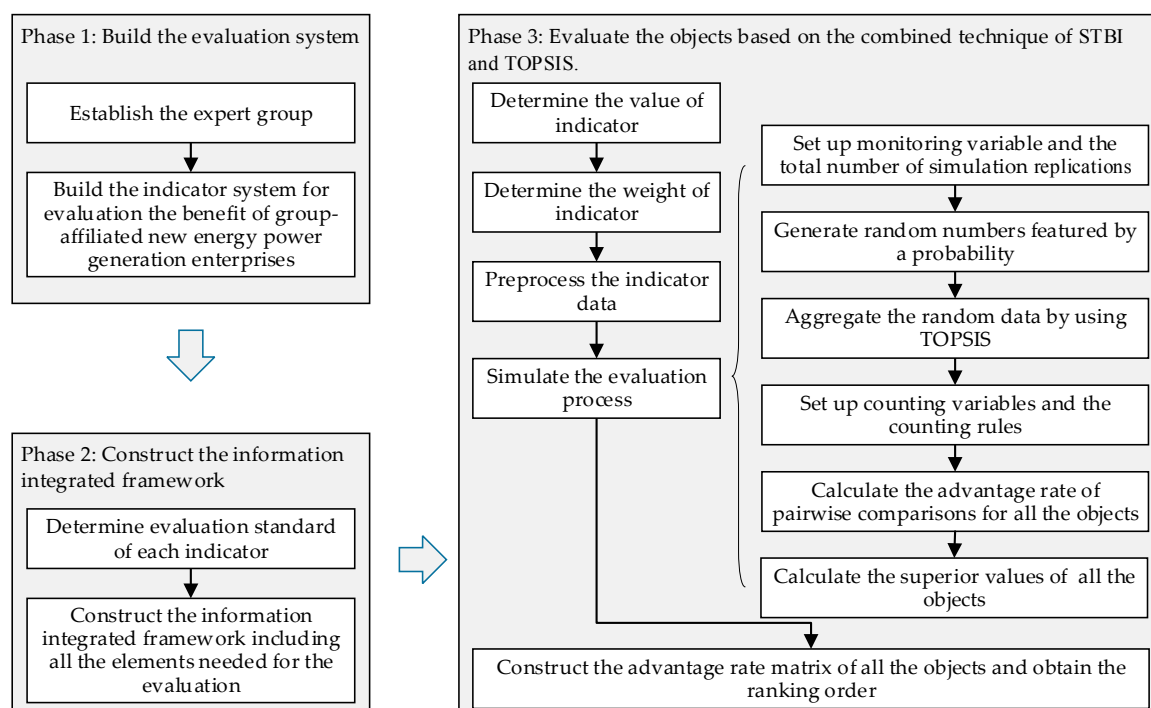 Phase 1: Build the evaluation system
Establish the expert group
Build the indicator system for
evaluation the benefit of group-
affiliated new energy power
generation enterprises
Phase 2: Construct the information
integrated framework
Determine evaluation standard
of each indicator
Construct the information
integrated framework including
all the elements needed for the
evaluation
Phase 3: Evaluate the objects based on the combined technique of STBI
and TOPSIS.
Determine the value of
indicator
Determine the weight of
indicator
Preprocess the indicator
data
Simulate the evaluation
process
Set up monitoring variable and the
total number of simulation replications
Generate random numbers featured by
a probability
Aggregate the random data by using
TOPSIS
Set up counting variables and the
counting rules
Calculate the advantage rate of
pairwise comparisons for all the objects
Calculate the superior values of all the
objects
Construct the advantage rate matrix of all the objects and obtain the
ranking order